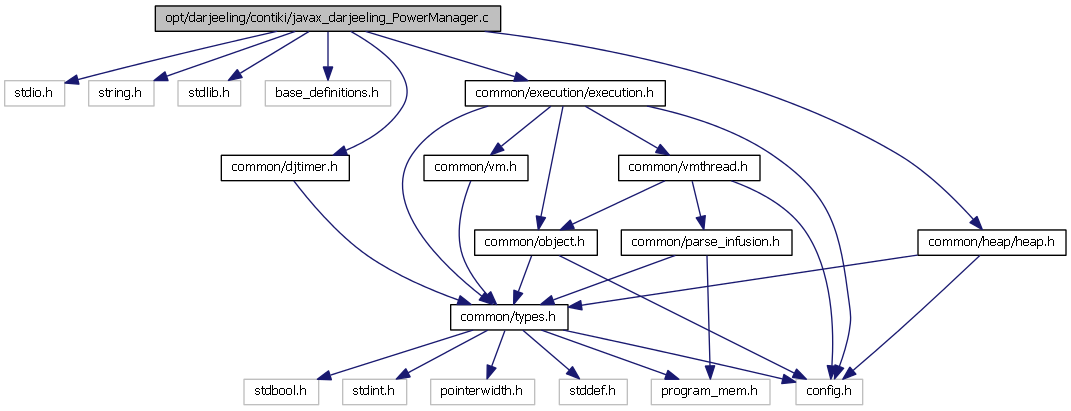 opt/darjeeling/contiki/javax_darjeeling_PowerManager.c
stdio.h
string.h
stdlib.h
base_definitions.h
common/execution/execution.h
common/djtimer.h
common/vm.h
common/vmthread.h
common/object.h
common/parse_infusion.h
common/heap/heap.h
common/types.h
stdbool.h
stdint.h
pointerwidth.h
stddef.h
program_mem.h
config.h